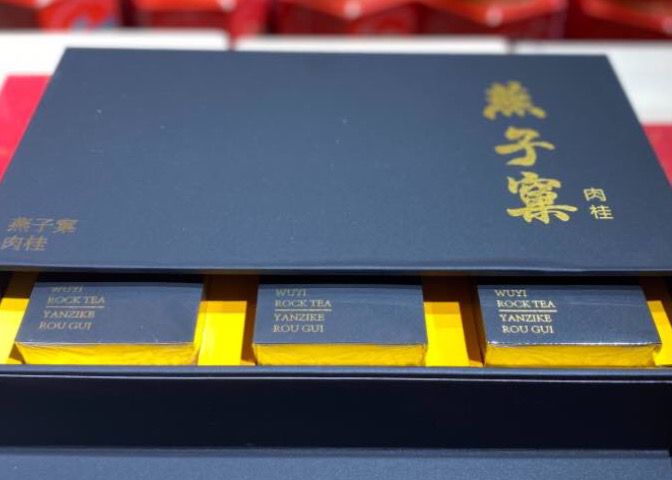 燕子窠
肉桂
燕子窠
肉桂
WUYI
ROCK TEA
YANZIKE
ROU GUI
WUYI
ROCK TEA
YANZIKE
ROU GUI
WUYI
ROCK TEA
YANZIKE
ROU GUI